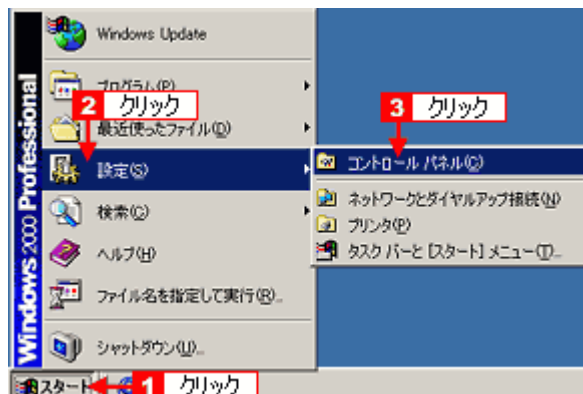 Windows 2000 Professional
Windows Update
プログラム(P)
2 クリック
最近使ったファイル(D)
設定(S)
検索(C)
ヘルプ(H)
ファイル名を指定して実行(R)...
シャットダウン(U)...
3 クリック
コントロール パネル(C)
ネットワークとダイヤルアップ接続(N)
プリンタ(P)
タスク バーと [スタート] メニュー(T)...
スタート
1 クリック